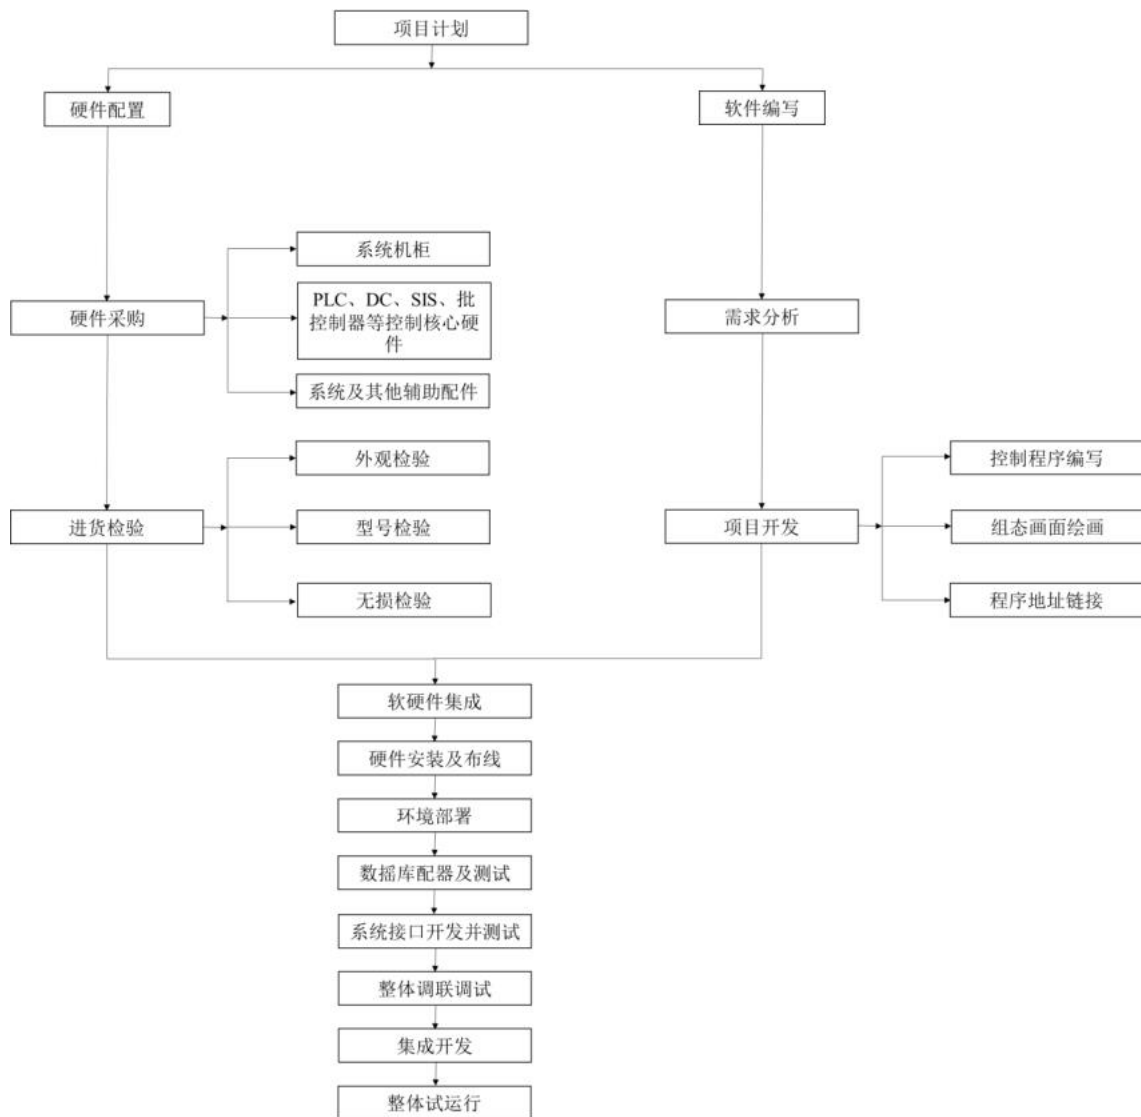 项目计划
硬件配置
软件编写
系统机柜
硬件采购
PLC、DC、SIS、批
控制器等控制核心硬
件
需求分析
系统及其他辅助配件
外观检验
控制程序编写
进货检验
型号检验
项目开发
组态画面绘画
无损检验
程序地址链接
软硬件集成
硬件安装及布线
环境部署
数摇库配器及测试
系统接口开发并测试
整体调联调试
集成开发
整体试运行